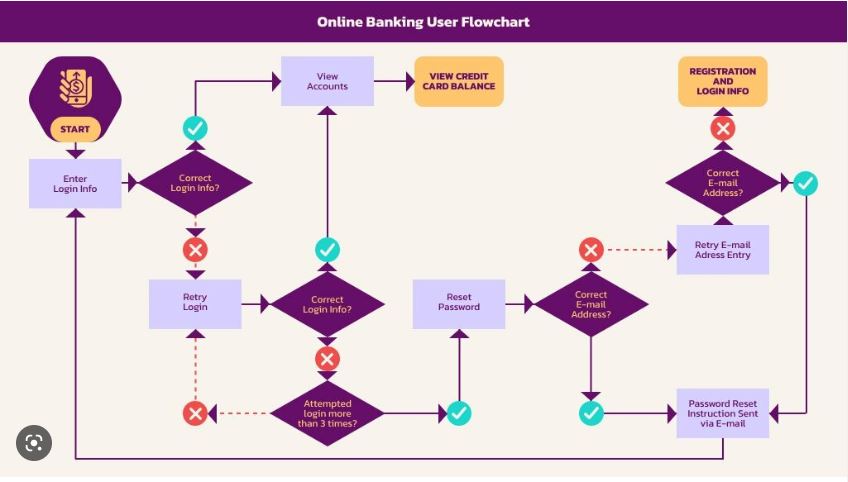 Online Banking User Flowchart
START
Enter
Login Info
Correct
Login Info?
View
Accounts
VIEW CREDIT
CARD BALANCE
Retry
Login
Correct
Login Info?
Attempted
login more
than 3 times?
Reset
Password
Correct
E-mail
Address?
Retry E-mail
Adress Entry
Correct
E-mail
Address?
REGISTRATION
AND
LOGIN INFO
Password Reset
Instruction Sent
via E-mail